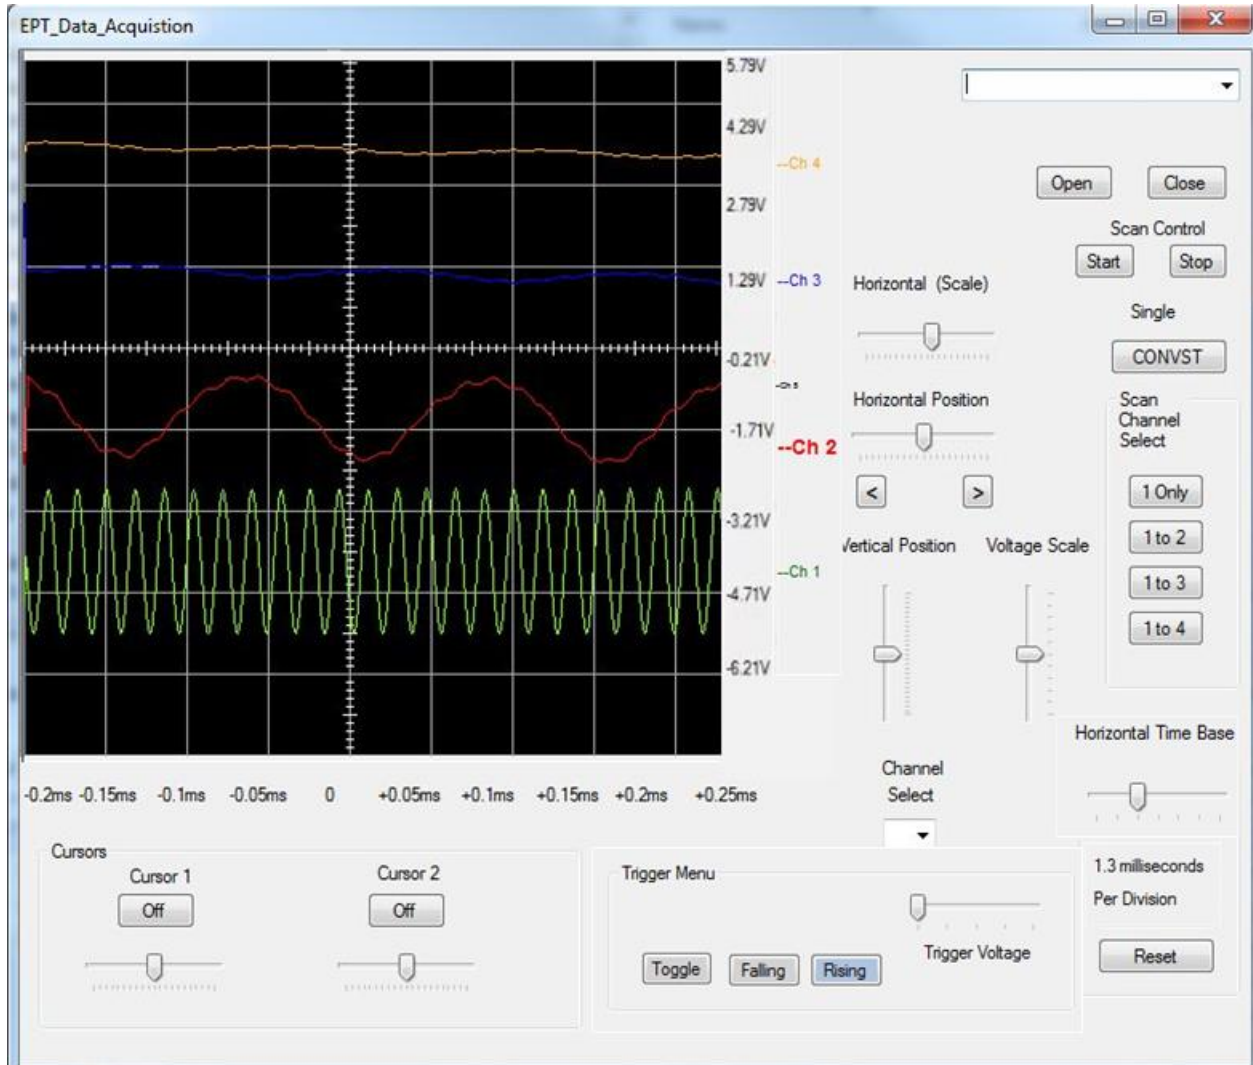 EPT_Data_Acquistion
5.79V
4.29V
--Ch 4
2.79V
1.29V
--Ch 3
-0.21V
-1.71V
--Ch 2
-3.21V
--Ch 1
-4.71V
-6.21V
-0.2ms -0.15ms -0.1ms -0.05ms 0 +0.05ms +0.1ms +0.15ms +0.2ms +0.25ms
Open Close
Scan Control
Start Stop
Horizontal (Scale)
Single
CONVST
Horizontal Position
< >
Scan
Channel
Select
1 Only
1 to 2
1 to 3
1 to 4
Vertical Position Voltage Scale
Horizontal Time Base
Channel
Select
1.3 milliseconds
Per Division
Reset
Cursors
Cursor 1 Cursor 2
Off Off
Trigger Menu
Trigger Voltage
Toggle Falling Rising